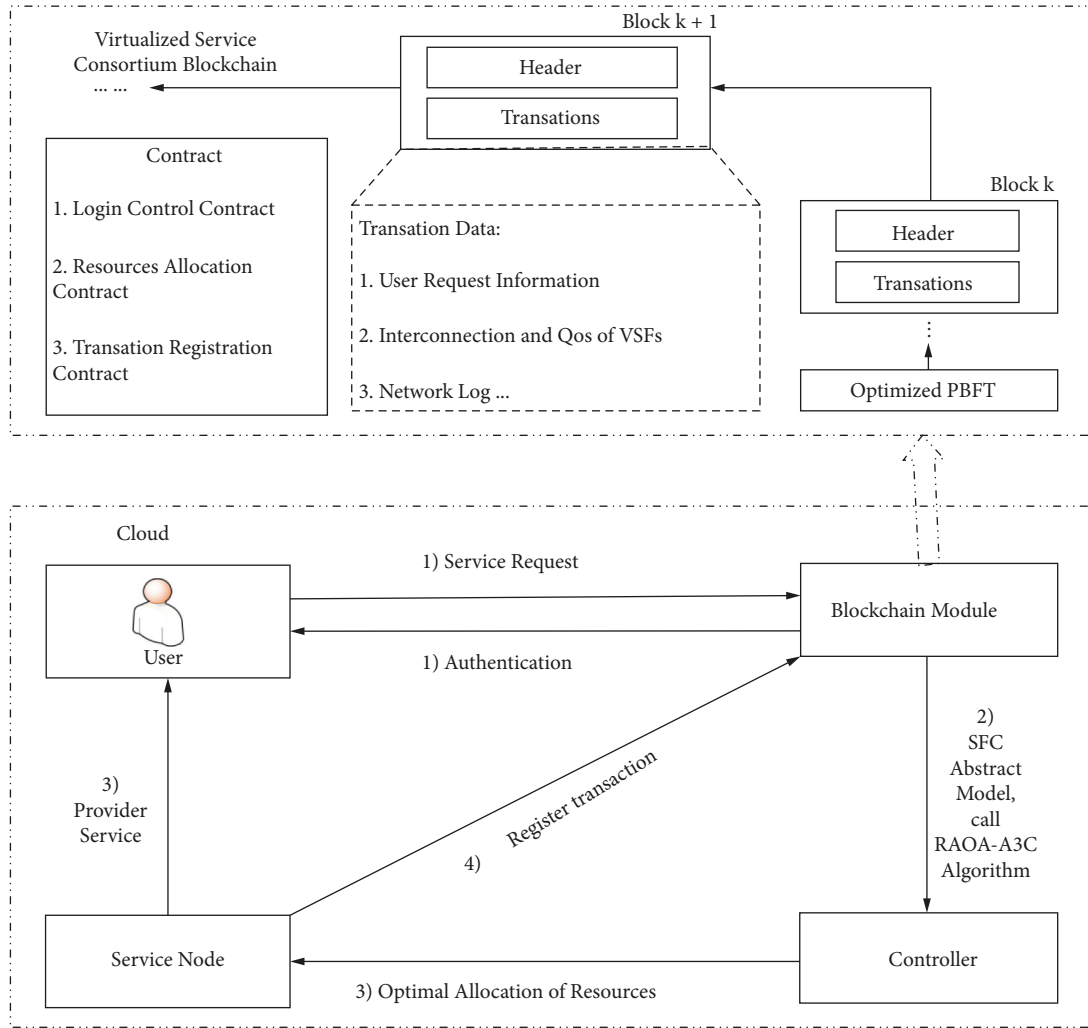 Block k + 1
Virtualized Service
Consortium Blockchain
... ...
Header
Transations
Contract
1. Login Control Contract
2. Resources Allocation
Contract
3. Transation Registration
Contract
Transation Data:
1. User Request Information
2. Interconnection and Qos of VSFs
3. Network Log ...
Block k
Header
Transations
...
Optimized PBFT
Cloud
User
1) Service Request
1) Authentication
Blockchain Module
2)
SFC
Abstract
Model,
call
RAOA-A3C
Algorithm
3)
Provider
Service
4)
Register transaction
Service Node
3) Optimal Allocation of Resources
Controller